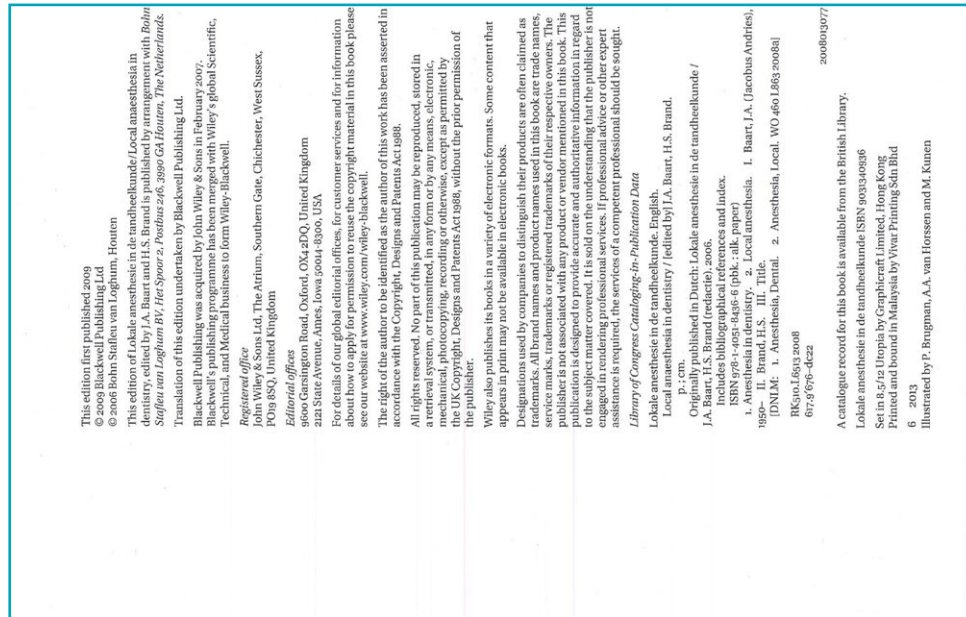 This edition first published 2009
© 2009 Blackwell Publishing Ltd
© 2006 Bohn Stafleu van Loghum, Houten
This edition of Lokale anesthesie in de tandheelkunde/Local anaesthesia in
dentistry, edited by J.A. Baart and H.S. Brand is published by arrangement with Bohn
Stafleu van Loghum BV, Het Spoor 2, Postbus 246, 3990 GA Houten, The Netherlands.
Translation of this edition undertaken by Blackwell Publishing Ltd.
Blackwell Publishing was acquired by John Wiley & Sons in February 2007.
Blackwell's publishing programme has been merged with Wiley's global Scientific,
Technical, and Medical business to form Wiley-Blackwell.
Registered office
John Wiley & Sons Ltd, The Atrium, Southern Gate, Chichester, West Sussex,
PO19 8SQ, United Kingdom
Editorial offices
9600 Garsington Road, Oxford, OX4 2DQ, United Kingdom
2121 State Avenue, Ames, Iowa 50014-8300, USA
For details of our global editorial offices, for customer services and for information
about how to apply for permission to reuse the copyright material in this book please
see our website at www.wiley.com/wiley-blackwell.
The right of the author to be identified as the author of this work has been asserted in
accordance with the Copyright, Designs and Patents Act 1988.
All rights reserved. No part of this publication may be reproduced, stored in
a retrieval system, or transmitted, in any form or by any means, electronic,
mechanical, photocopying, recording or otherwise, except as permitted by
the UK Copyright, Designs and Patents Act 1988, without the prior permission of
the publisher.
Wiley also publishes its books in a variety of electronic formats. Some content that
appears in print may not be available in electronic books.
Designations used by companies to distinguish their products are often claimed as
trademarks. All brand names and product names used in this book are trade names,
service marks, trademarks or registered trademarks of their respective owners. The
publisher is not associated with any product or vendor mentioned in this book. This
publication is designed to provide accurate and authoritative information in regard
to the subject matter covered. It is sold on the understanding that the publisher is not
engaged in rendering professional services. If professional advice or other expert
assistance is required, the services of a competent professional should be sought.
Library of Congress Cataloging-in-Publication Data
Lokale anesthesie in de tandheelkunde. English.
Local anaesthesia in dentistry / [edited by] J.A. Baart, H.S. Brand.
p. ; cm.
Originally published in Dutch: Lokale anesthesie in de tandheelkunde /
J.A. Baart, H.S. Brand (redactie). 2006.
Includes bibliographical references and index.
ISBN 978-1-4051-8436-6 (pbk. : alk. paper)
1. Anesthesia in dentistry. 2. Local anesthesia. I. Baart, J.A. (Jacobus Andries),
1950– II. Brand, H.S. III. Title.
[DNLM: 1. Anesthesia, Dental. 2. Anesthesia, Local. WO 460 L863 2008a]
RK510.L6513 2008
617.9′676–dc22
2008013077
A catalogue record for this book is available from the British Library.
Lokale anesthesie in de tandheelkunde ISBN 9031340936
Set in 8.5/12 Utopia by Graphicraft Limited, Hong Kong
Printed and bound in Malaysia by Vivar Printing Sdn Bhd
6 2013
Illustrated by P. Brugman, A.A. van Horssen and M. Kunen